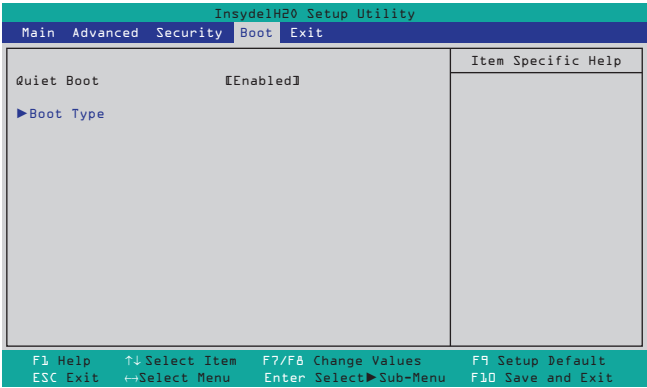 InsydelH20 Setup Utility
Main Advanced Security Boot Exit
Item Specific Help
Quiet Boot [Enabled]
▶Boot Type
F1 Help ↑↓Select Item F7/F8 Change Values F9 Setup Default
ESC Exit ↔Select Menu Enter Select▶Sub-Menu F10 Save and Exit